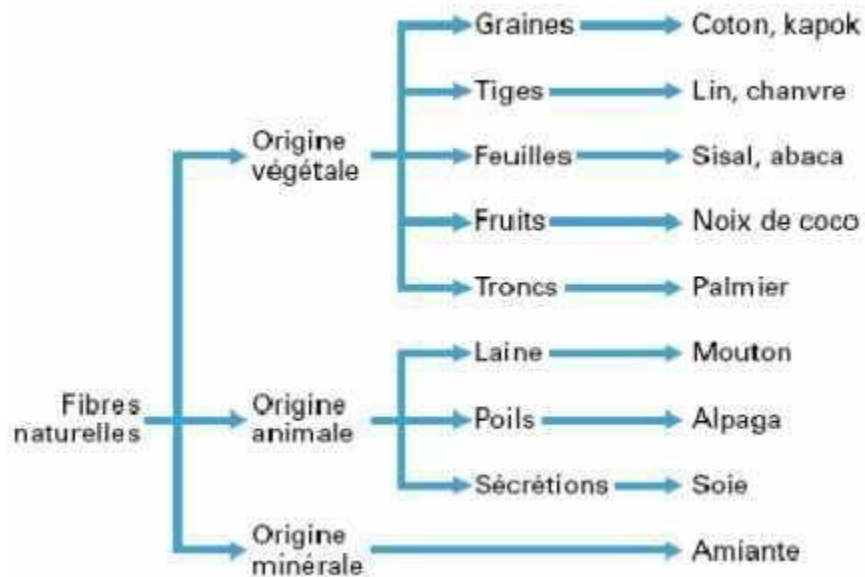 Graines
Coton, kapok
Tiges
Lin, chanvre
Origine
végétale
Feuilles
Sisal, abaca
Fruits
Noix de coco
Troncs
Palmier
Fibres
naturelles
Laine
Mouton
Origine
animale
Poils
Alpaga
Sécrétions
Soie
Origine
minérale
Amiante